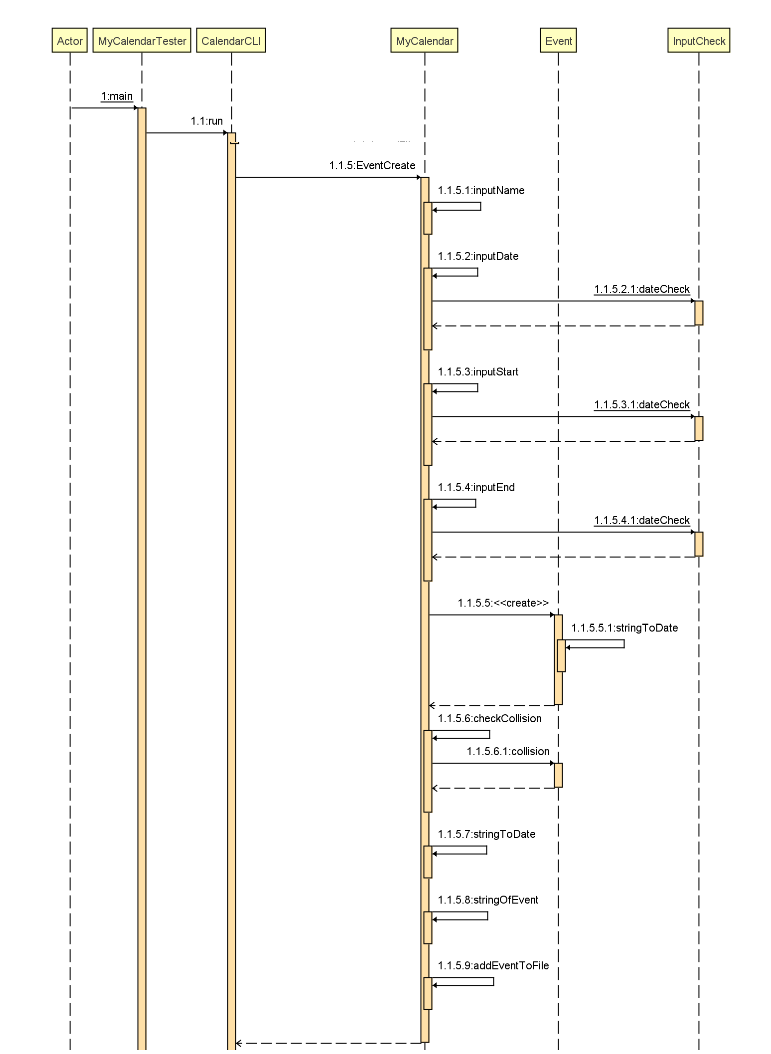 Actor MyCalendarTester CalendarCLI MyCalendar Event InputCheck
1:main
1.1:run
1.1.5:EventCreate
1.1.5.1:inputName
1.1.5.2:inputDate
1.1.5.2.1:dateCheck
1.1.5.3:inputStart
1.1.5.3.1:dateCheck
1.1.5.4:inputEnd
1.1.5.4.1:dateCheck
1.1.5.5:<<create>>
1.1.5.5.1:stringToDate
1.1.5.6:checkCollision
1.1.5.6.1:collision
1.1.5.7:stringToDate
1.1.5.8:stringOfEvent
1.1.5.9:addEventToFile